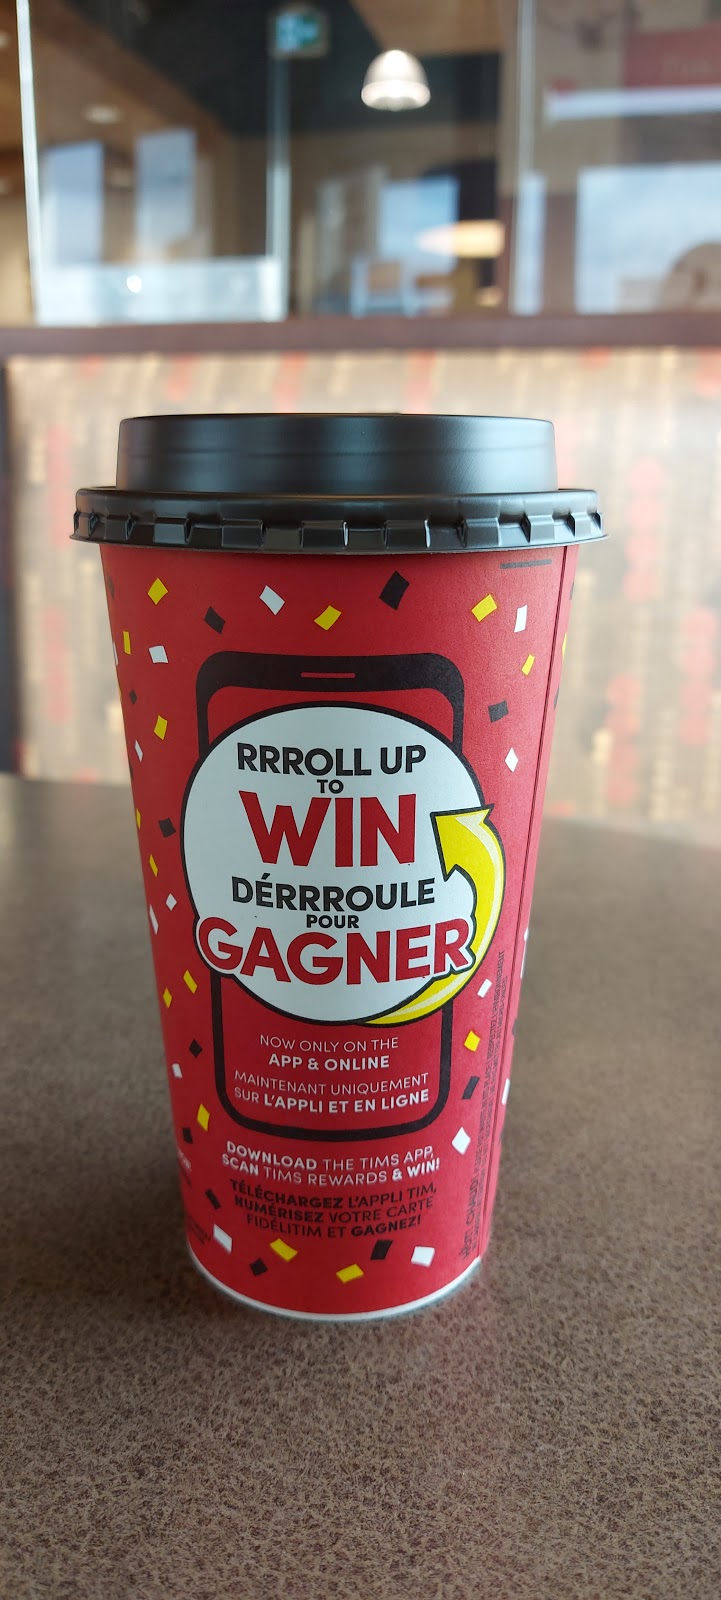 RRROLL UP
TO
WIN
DÉRRROULE
POUR
GAGNER
NOW ONLY ON THE
APP & ONLINE
MAINTENANT UNIQUEMENT
SUR L'APPLI ET EN LIGNE
DOWNLOAD THE TIMS APP,
SCAN TIMS REWARDS & WIN!
TÉLÉCHARGEZ L'APPLI TIM,
NUMÉRISEZ VOTRE CARTE
FIDÉLITIM ET GAGNEZ!